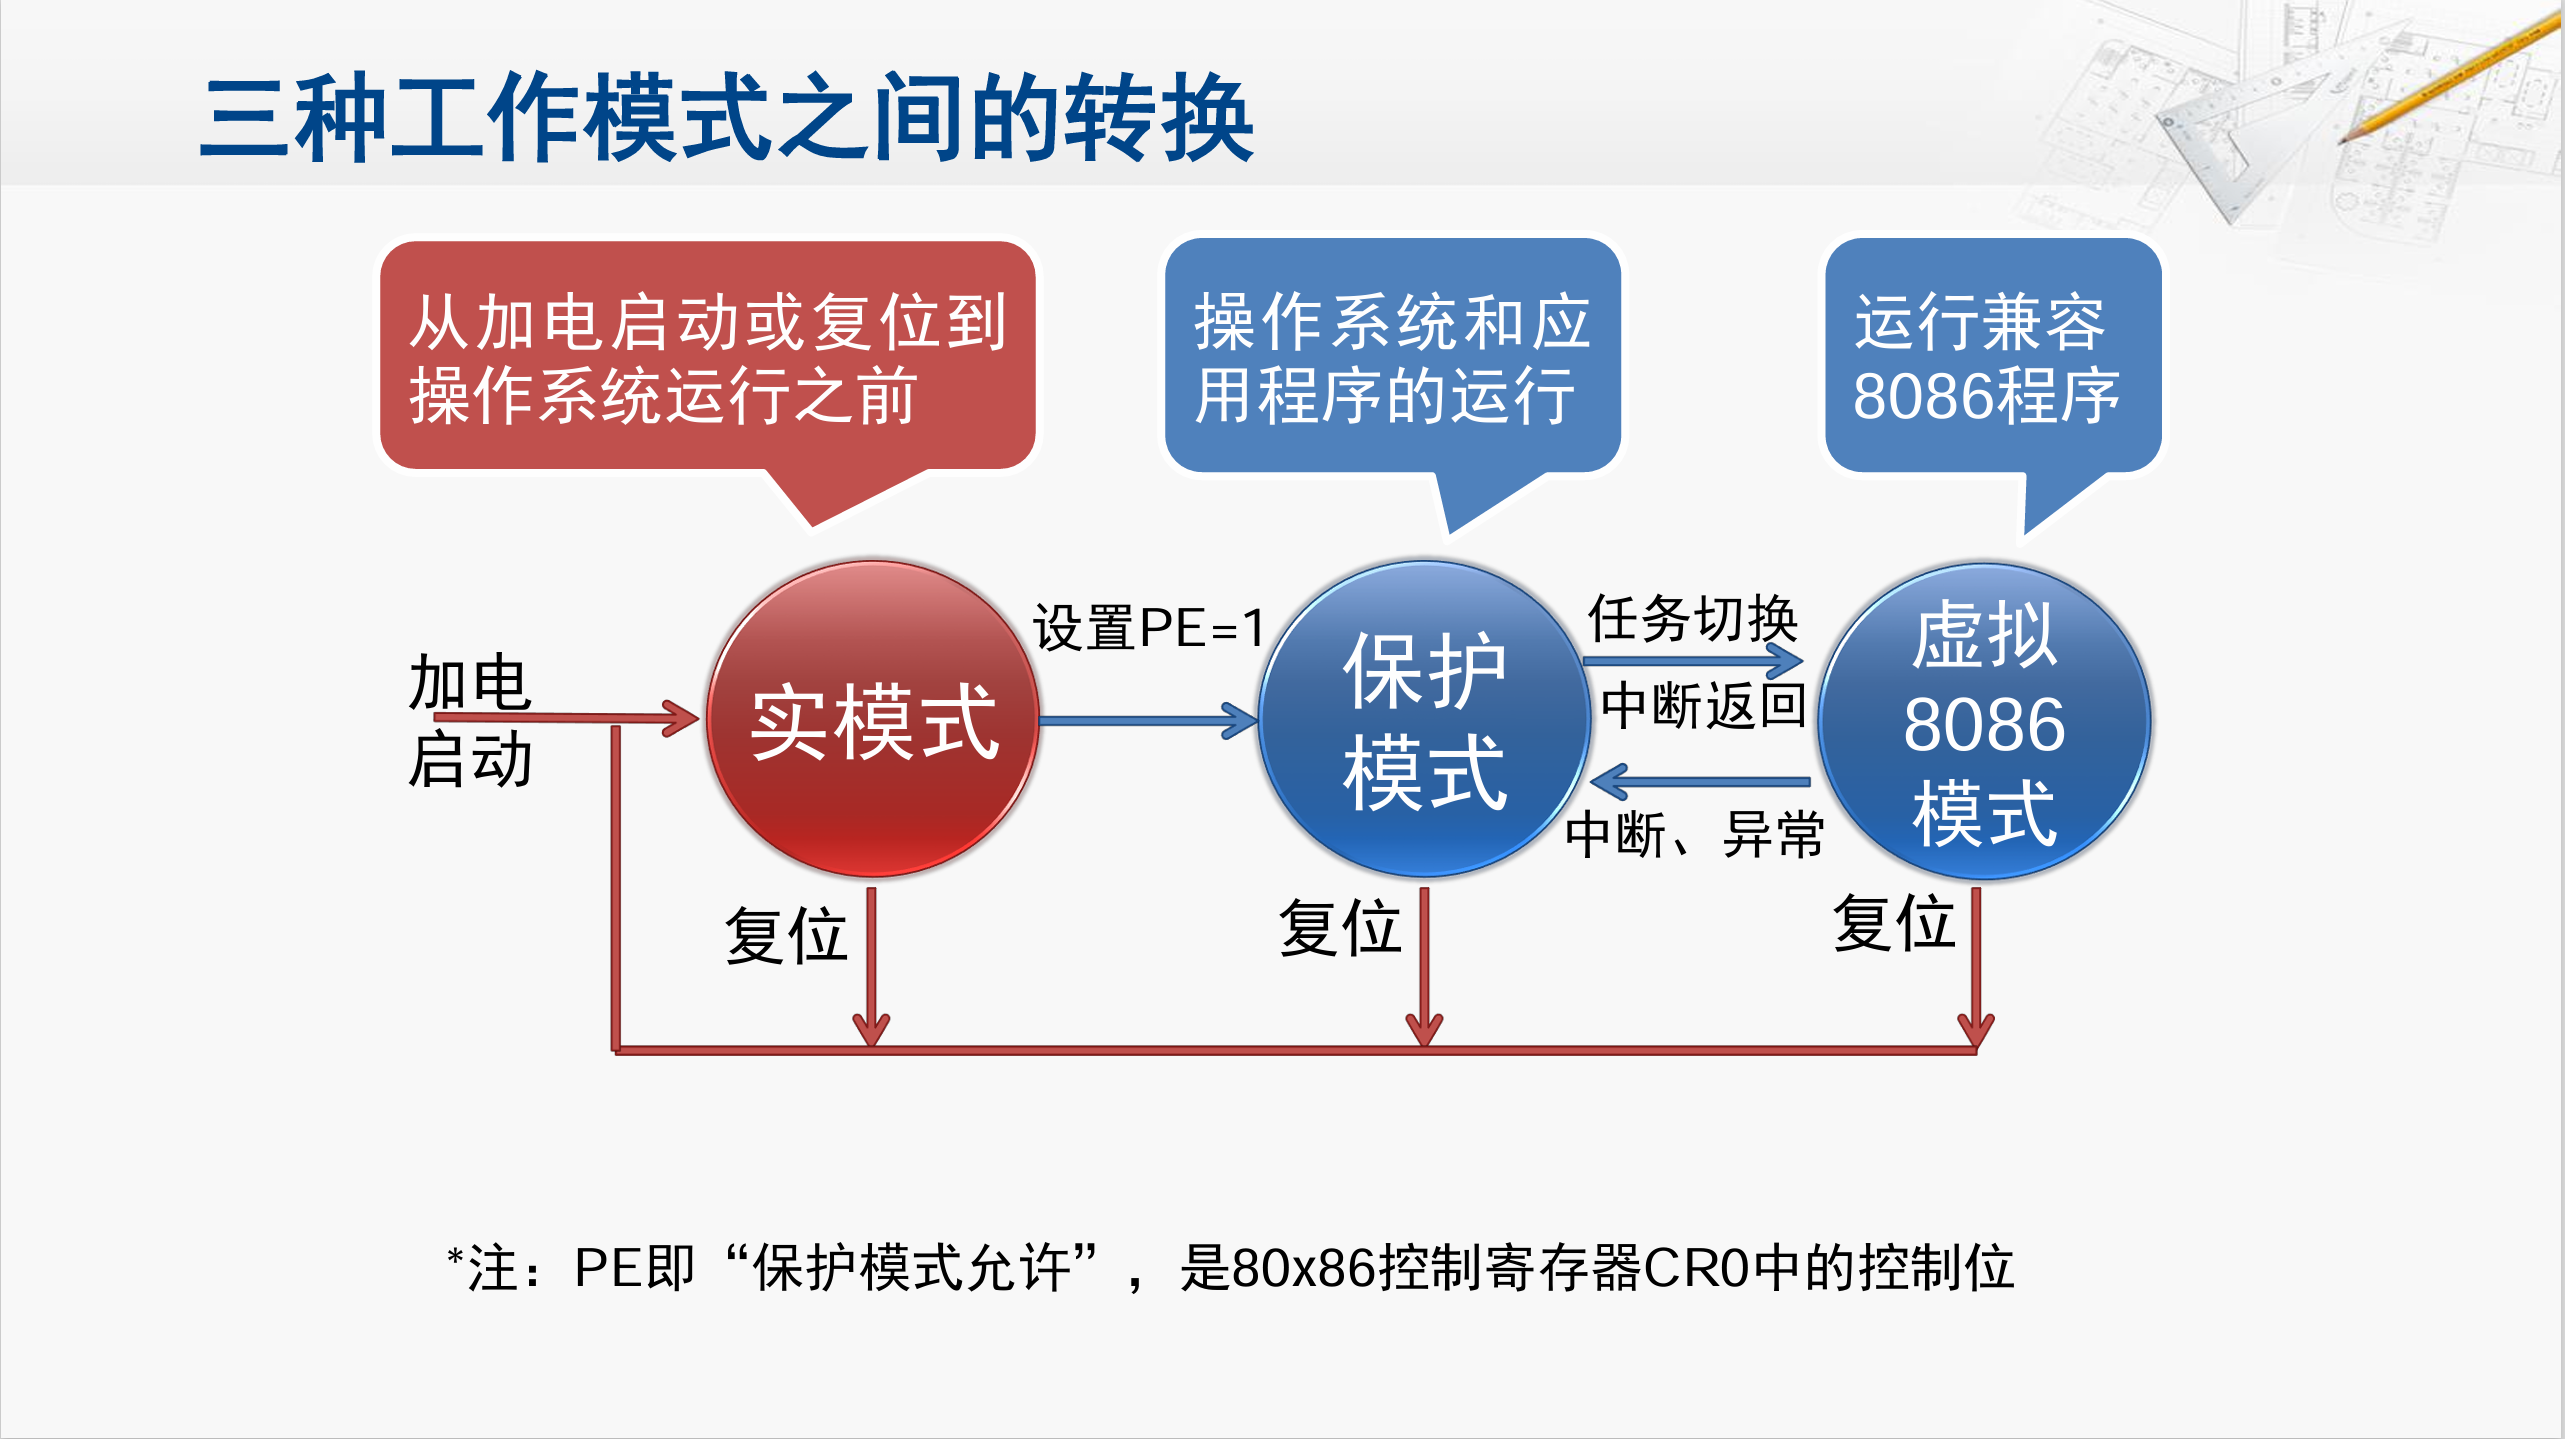 三种工作模式之间的转换
从加电启动或复位到
操作系统运行之前
操作系统和应
用程序的运行
运行兼容
8086程序
加电
启动
实模式
设置PE=1
保护
模式
任务切换
中断返回
中断、异常
虚拟
8086
模式
复位
复位
复位
*注：PE即“保护模式允许”，是80x86控制寄存器CR0中的控制位